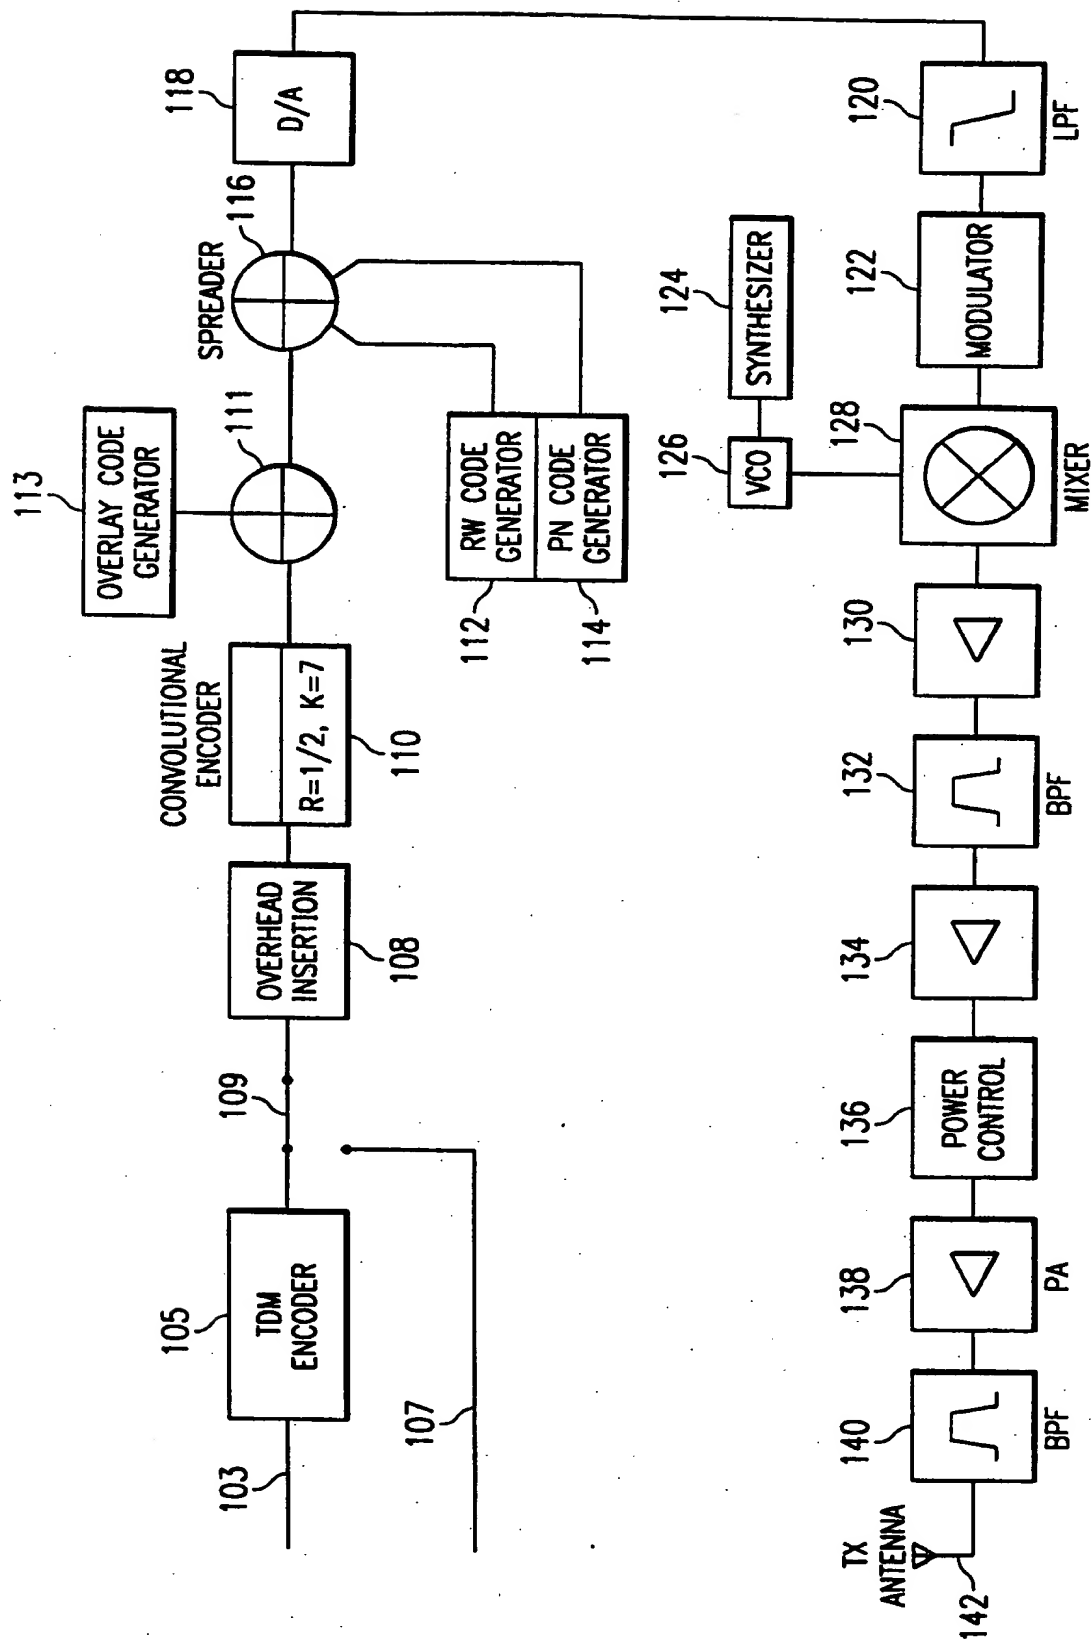 103
105
TDM
ENCODER
107
109
OVERHEAD
INSERTION
108
CONVOLUTIONAL
ENCODER
R=1/2, K=7
110
113
OVERLAY CODE
GENERATOR
111
SPREADER
116
RW CODE
GENERATOR
PN CODE
GENERATOR
112
114
118
D/A
TX
ANTENNA
142
140
BPF
138
PA
136
POWER
CONTROL
134
132
BPF
130
128
MIXER
126
VCO
124
SYNTHESIZER
122
MODULATOR
120
LPF